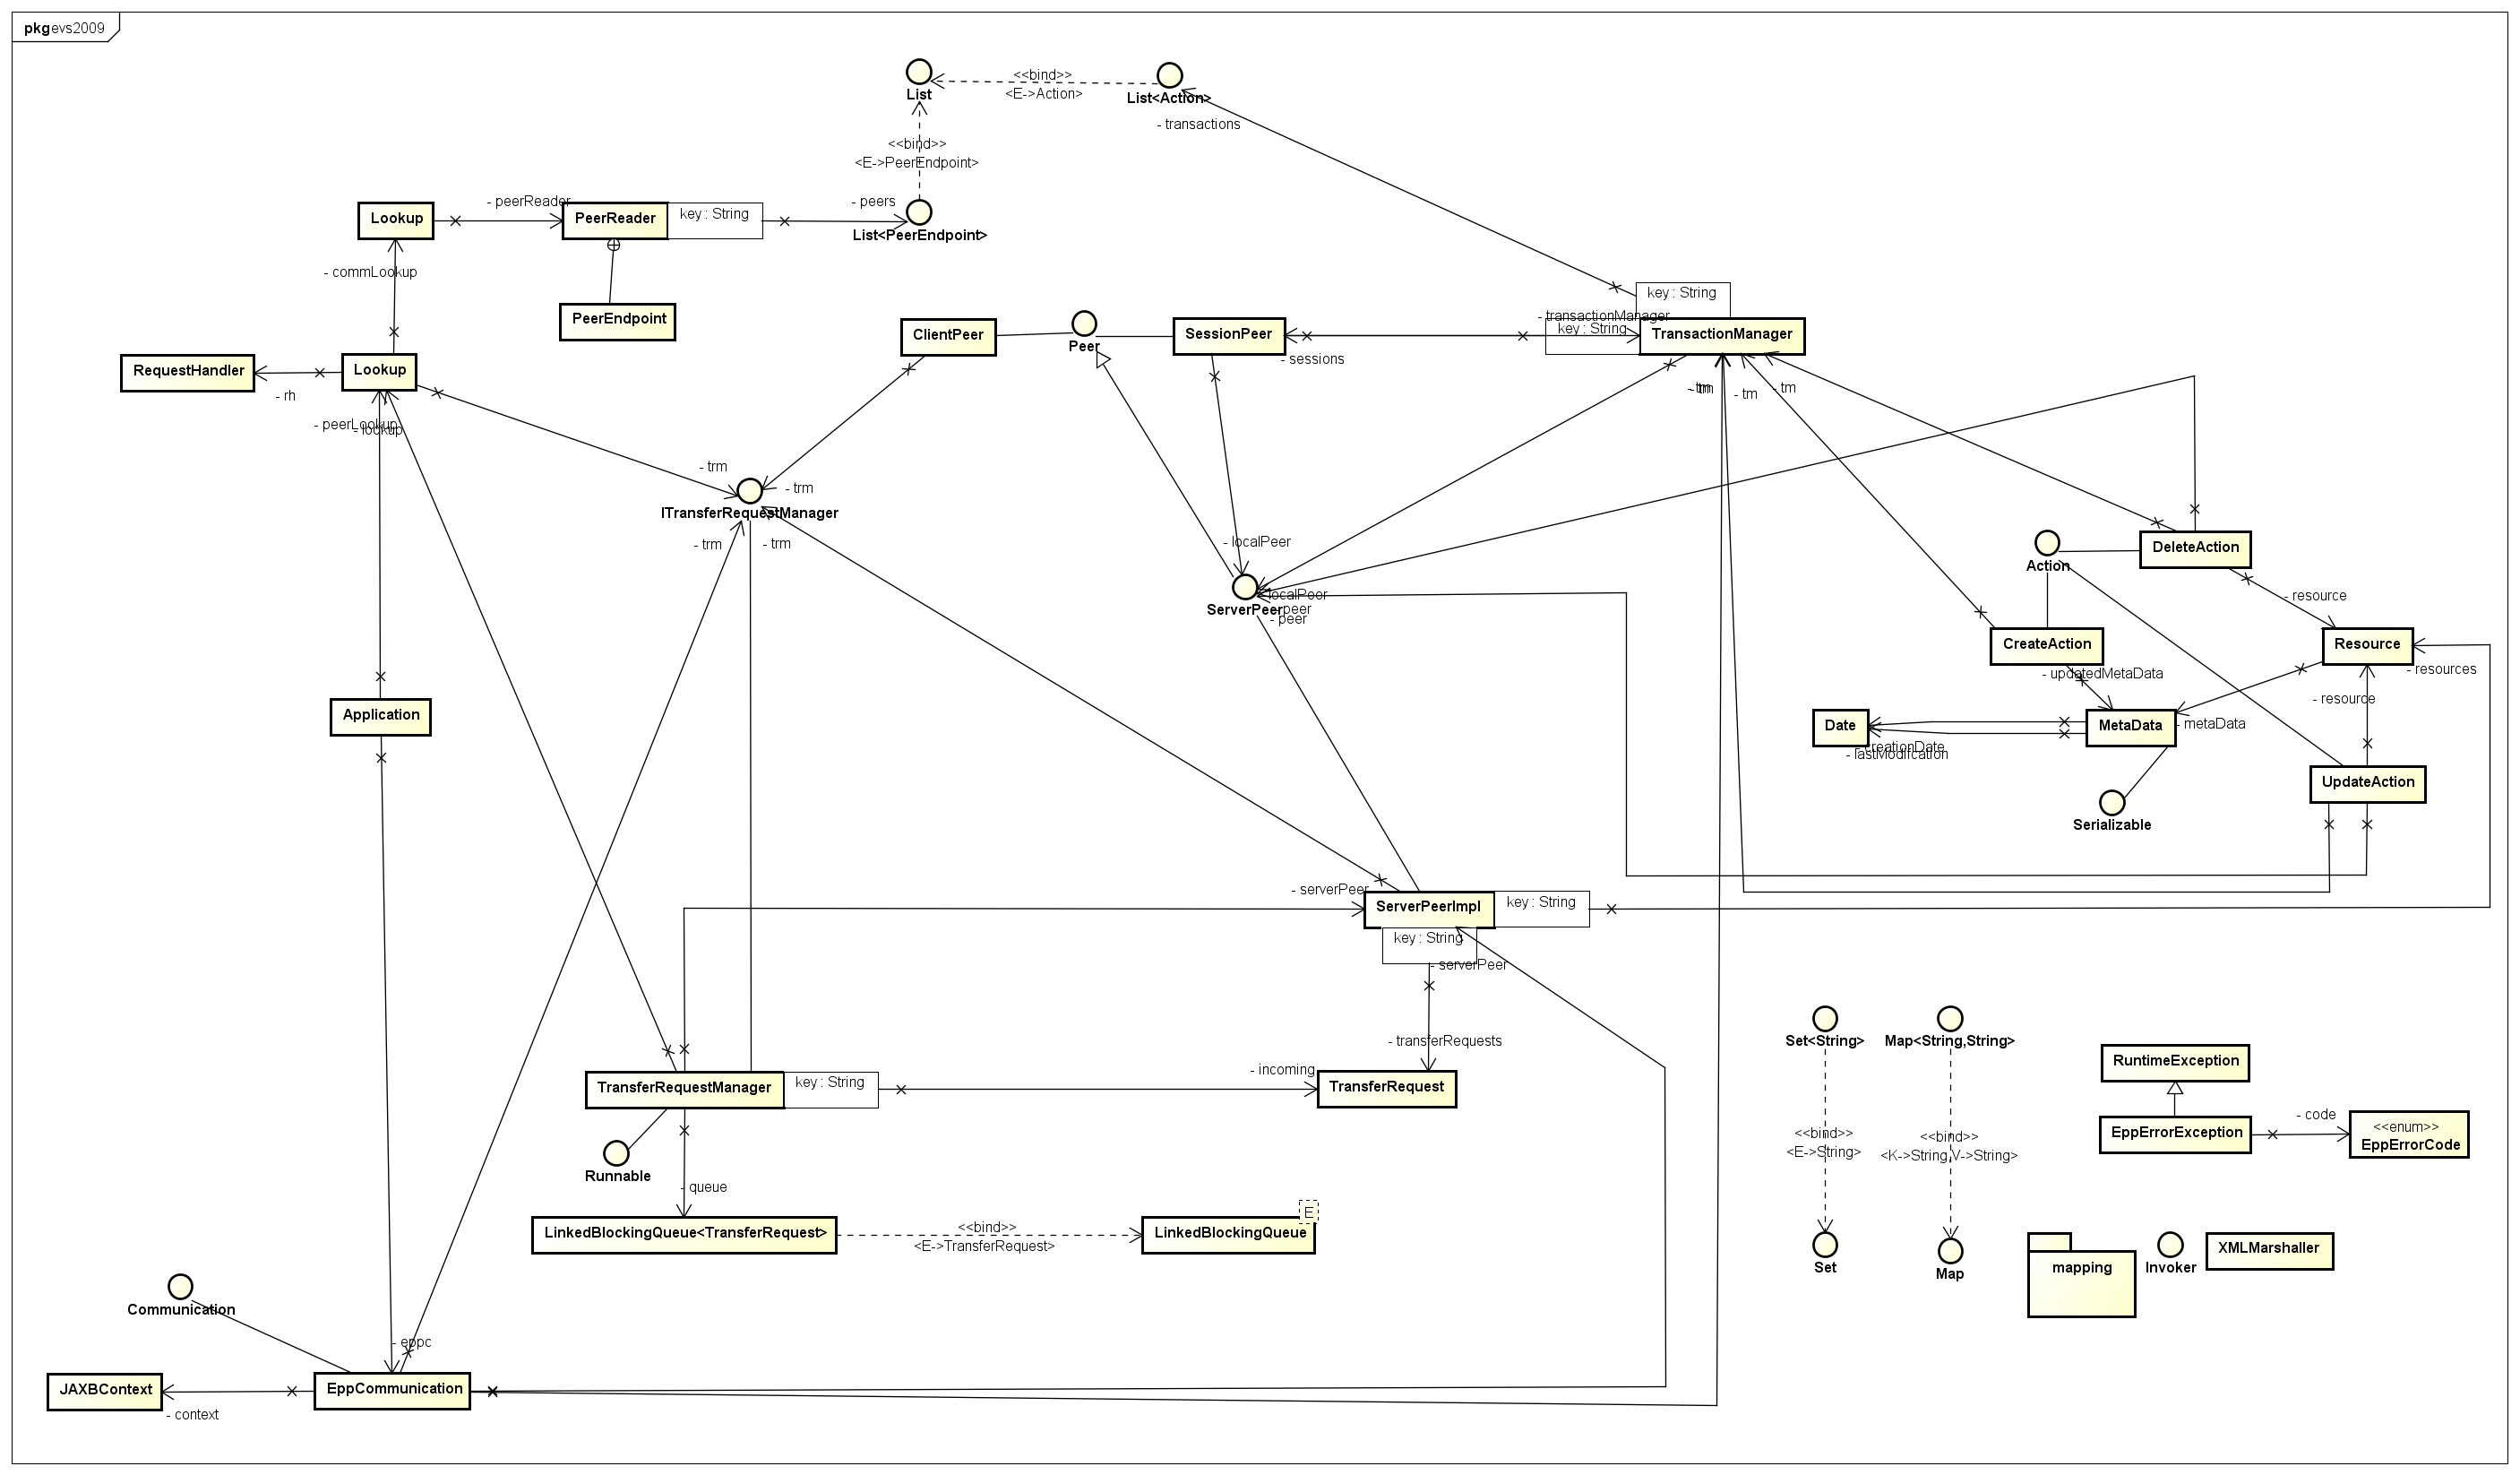 pkg evs2009
List
<<bind>>
<E->Action>
List<Action>
- transactions
<<bind>>
<E->PeerEndpoint>
Lookup
- peerReader
PeerReader
key : String
- peers
List<PeerEndpoint>
- commLookup
PeerEndpoint
ClientPeer
Peer
SessionPeer
- sessions
key : String
- transactionManager
key : String
TransactionManager
RequestHandler
- rh
Lookup
- peerLookup
- lookup
- tm
- tm
- tm
- tm
- trm
- trm
ITransferRequestManager
- trm
- trm
- localPeer
ServerPeer
- localPeer
- peer
- peer
Action
DeleteAction
- resource
CreateAction
Resource
- updatedMetaData
- resources
- resource
Application
Date
- creationDate
- lastModifcation
MetaData
- metaData
UpdateAction
Serializable
- serverPeer
ServerPeerImpl
key : String
key : String
- serverPeer
- transferRequests
TransferRequestManager
key : String
- incoming
TransferRequest
Runnable
- queue
LinkedBlockingQueue<TransferRequest>
<<bind>>
<E->TransferRequest>
E
LinkedBlockingQueue
Set<String>
<<bind>>
<E->String>
Set
Map<String,String>
<<bind>>
<K->String,V->String>
Map
RuntimeException
EppErrorException
- code
<<enum>>
EppErrorCode
mapping
Invoker
XMLMarshaller
Communication
- eppc
JAXBContext
- context
EppCommunication